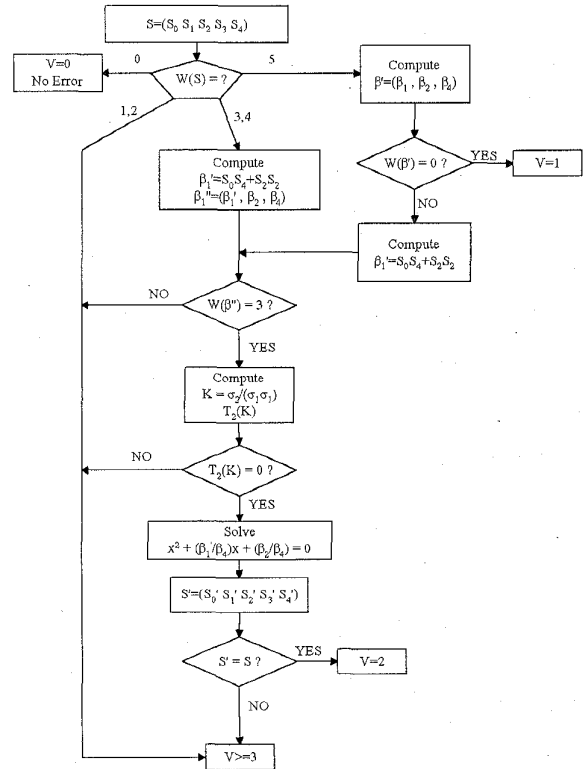 S=(S₀ S₁ S₂ S₃ S₄)
V=0
No Error
0
W(S) = ?
5
Compute
β'=(β₁ , β₂ , β₄)
1,2
3,4
Compute
β₁'=S₀S₄+S₂S₂
β₁''=(β₁' , β₂ , β₄)
W(β') = 0 ?
YES
V=1
NO
Compute
β₁'=S₀S₄+S₂S₂
NO
W(β'') = 3 ?
YES
Compute
K = σ₂/(σ₁σ₁)
T₂(K)
NO
T₂(K) = 0 ?
YES
Solve
x² + (β₁'/β₄)x + (β₂/β₄) = 0
S'=(S₀' S₁' S₂' S₃' S₄')
S' = S ?
YES
V=2
NO
V>=3